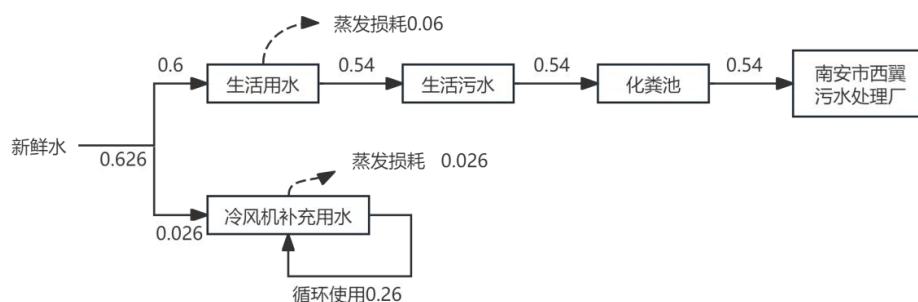 蒸发损耗0.06
0.6
生活用水
0.54
生活污水
0.54
化粪池
0.54
南安市西翼
污水处理厂
新鲜水
0.626
蒸发损耗 0.026
0.026
冷风机补充用水
循环使用0.26